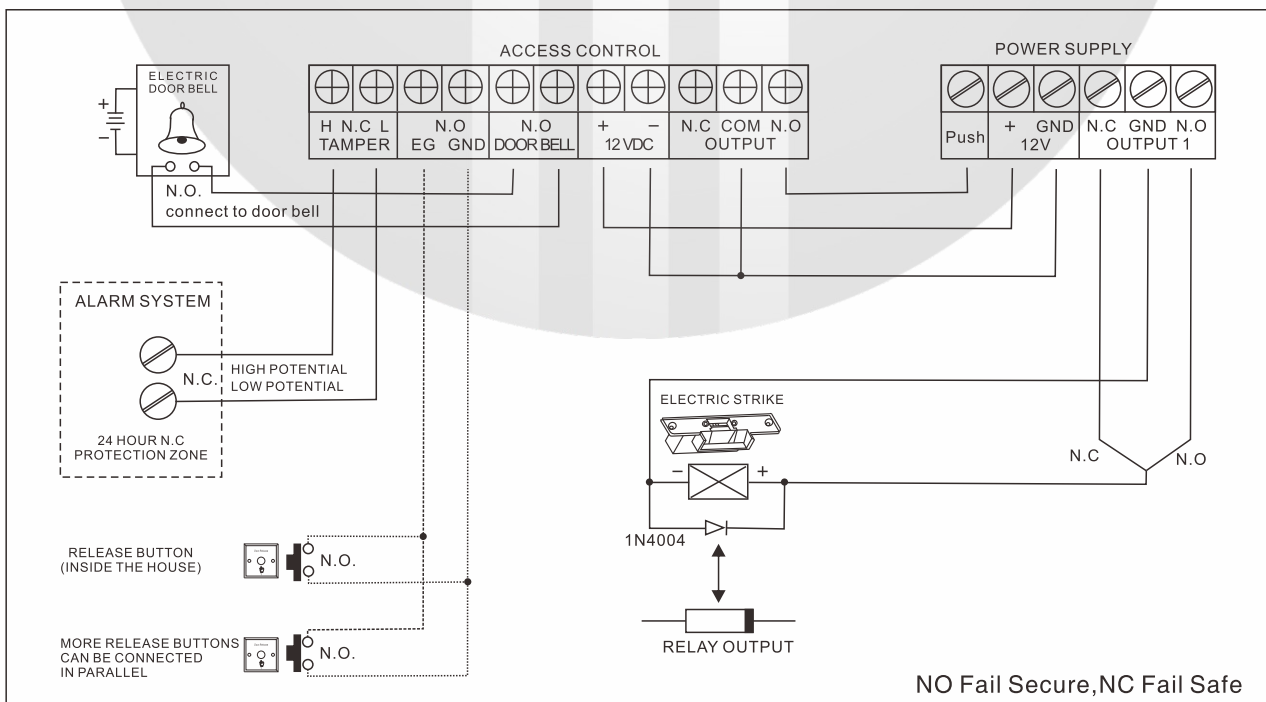 ACCESS CONTROL
POWER SUPPLY
ELECTRIC
DOOR BELL
+
−
H N.C L
TAMPER
N.O
EG GND
N.O
DOOR BELL
+ −
12 VDC
N.C COM N.O
OUTPUT
Push
+ GND
12V
N.C GND N.O
OUTPUT 1
N.O.
connect to door bell
ALARM SYSTEM
N.C.
HIGH POTENTIAL
LOW POTENTIAL
24 HOUR N.C
PROTECTION ZONE
ELECTRIC STRIKE
− +
1N4004
N.C
N.O
RELEASE BUTTON
(INSIDE THE HOUSE)
N.O.
RELAY OUTPUT
MORE RELEASE BUTTONS
CAN BE CONNECTED
IN PARALLEL
N.O.
NO Fail Secure,NC Fail Safe